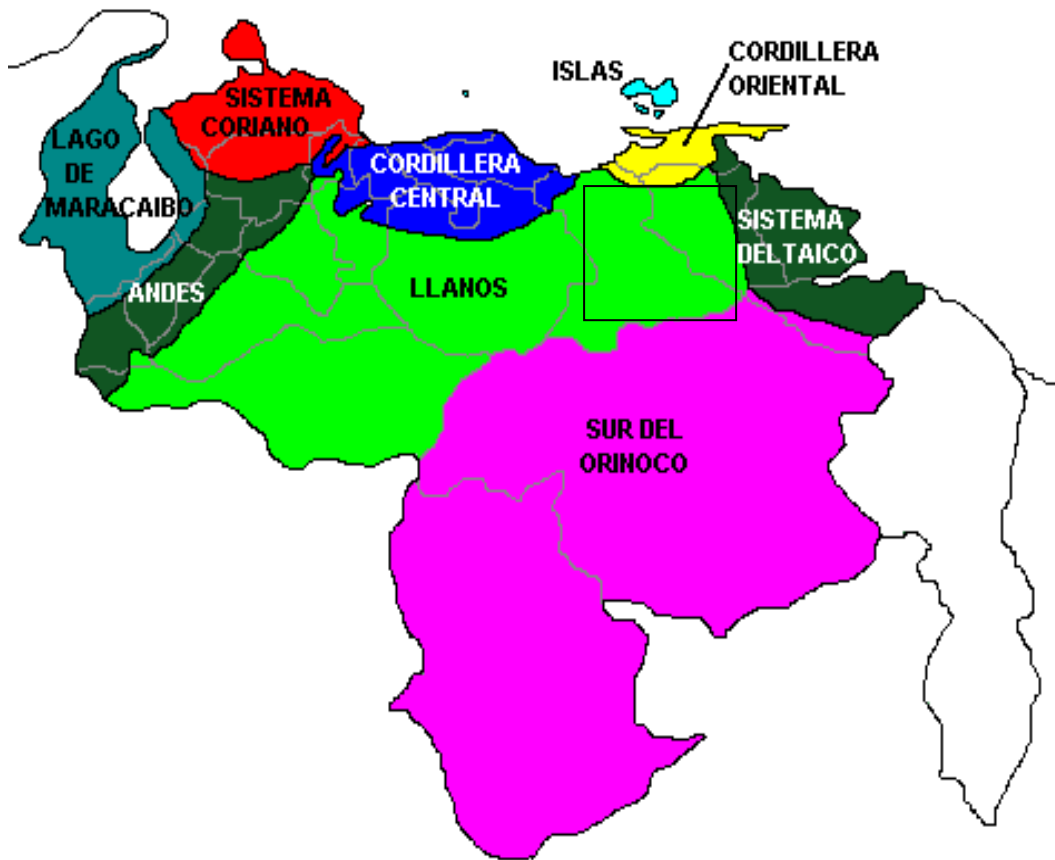 CORDILLERA
ORIENTAL
ISLAS
SISTEMA
CORIANO
LAGO
DE
MARACAIBO
CORDILLERA
CENTRAL
SISTEMA
DELTAICO
ANDES
LLANOS
SUR DEL
ORINOCO